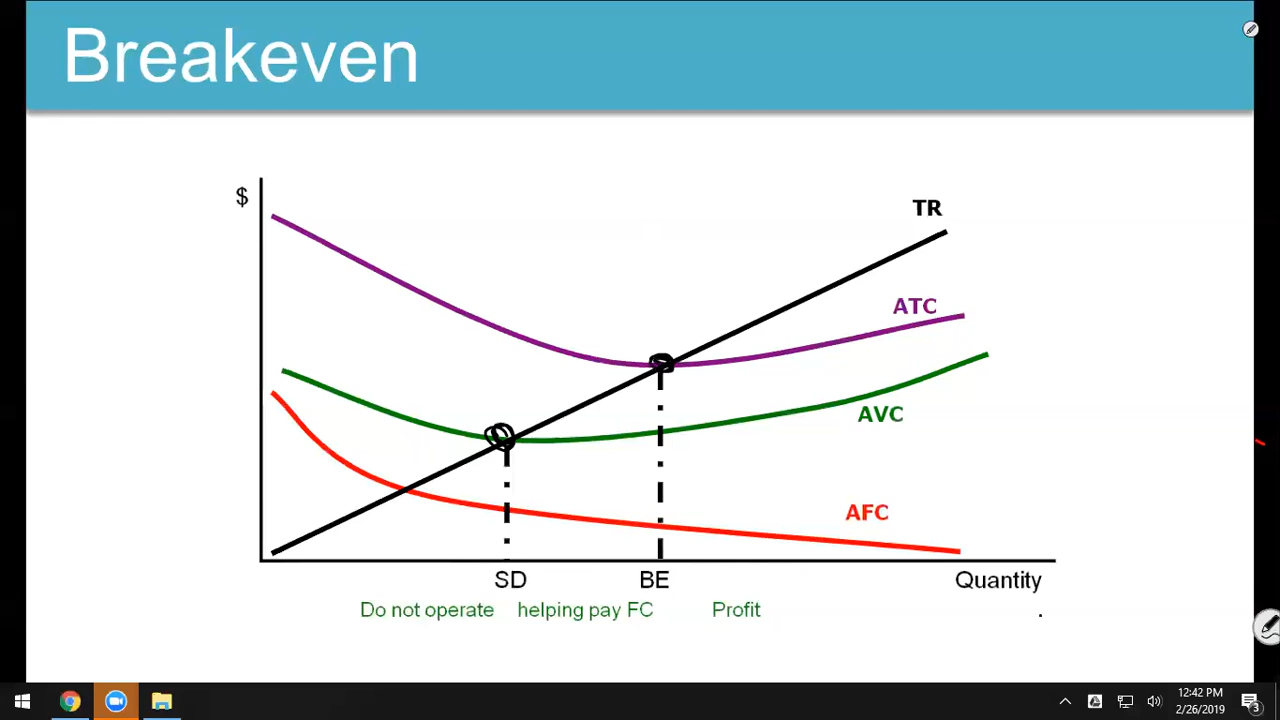 Breakeven
$
TR
ATC
AVC
AFC
SD BE Quantity
Do not operate helping pay FC Profit .
12:42 PM
2/26/2019
3